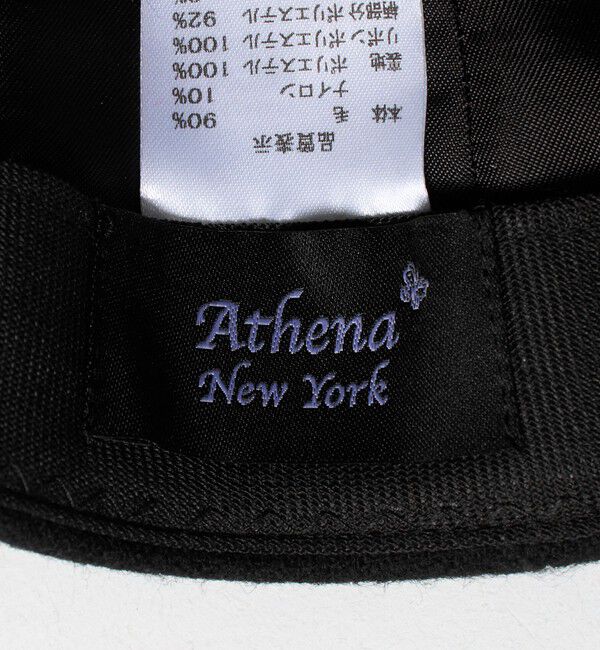 品質表示
本体 毛 90%
ナイロン 10%
裏地 ポリエステル 100%
リボン ポリエステル 100%
柄部分 ポリエステル 92%
Athena
New York